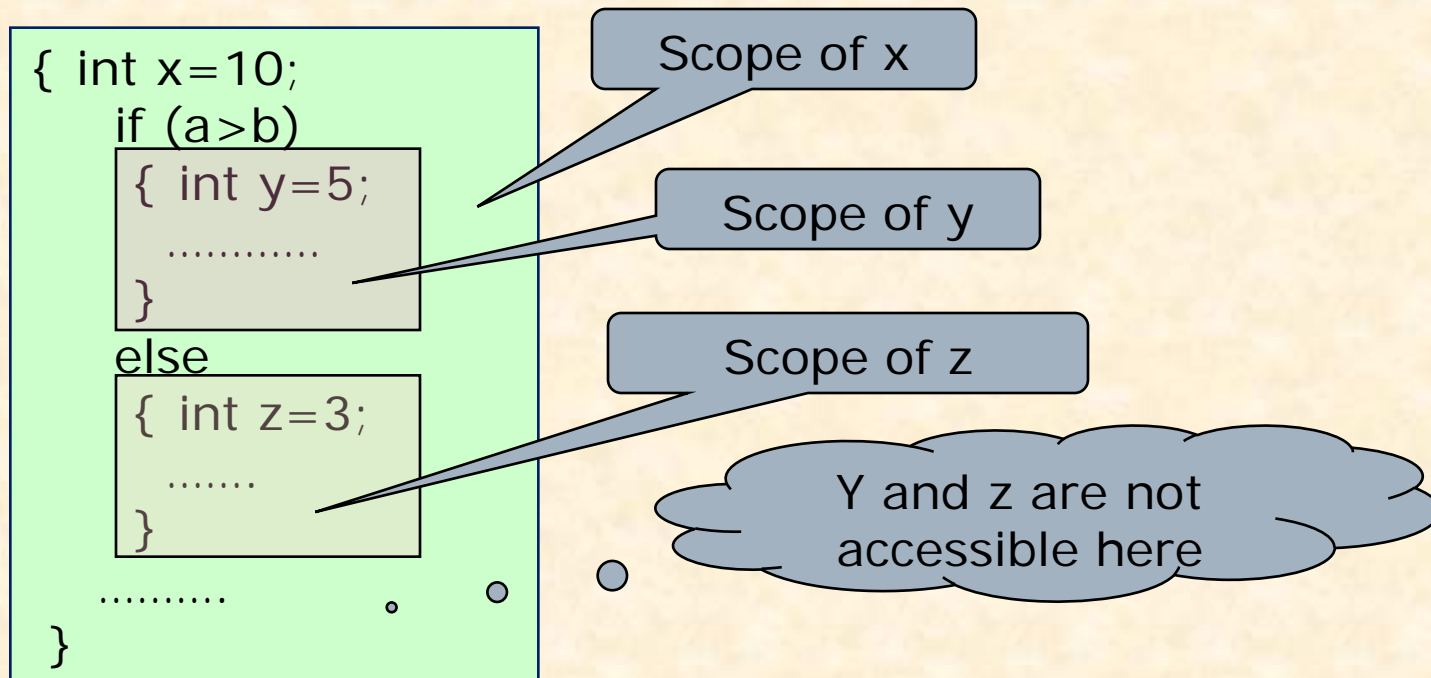 { int x=10;
if (a>b)
{ int y=5;
............
}
else
{ int z=3;
.......
}
..........
}
Scope of x
Scope of y
Scope of z
Y and z are not
accessible here